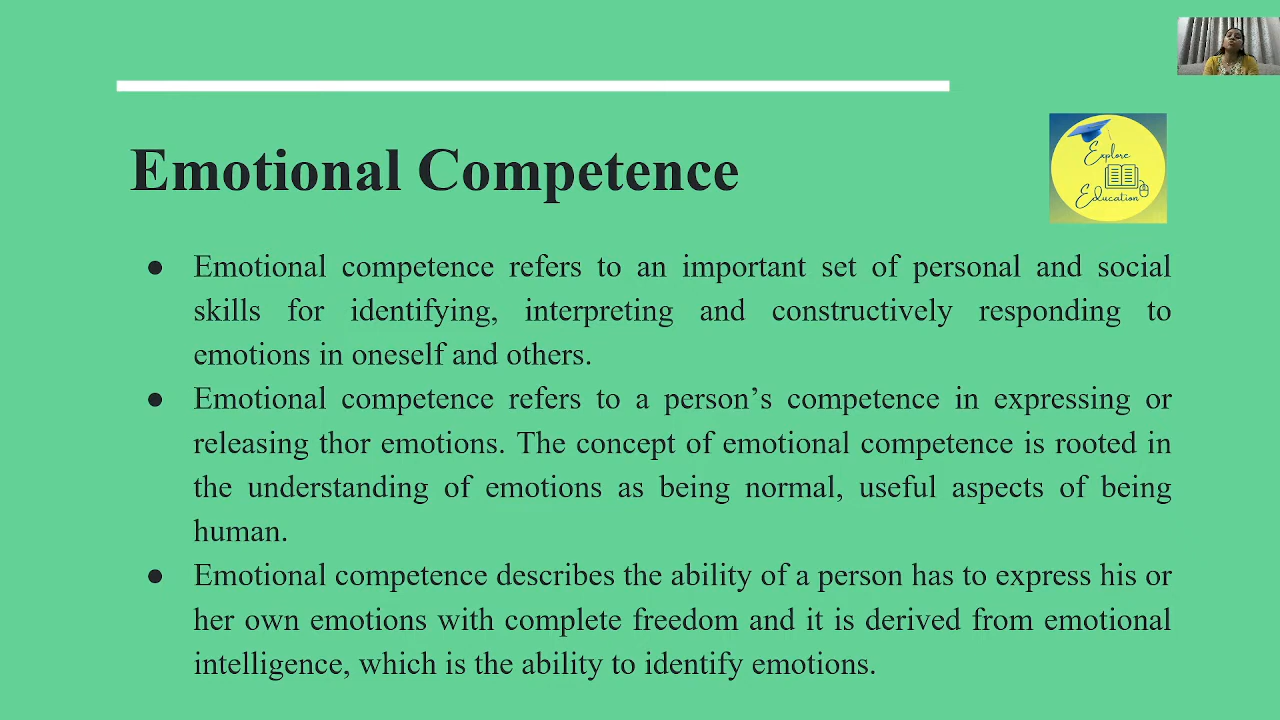 Emotional Competence
Explore
Education
● Emotional competence refers to an important set of personal and social
skills for identifying, interpreting and constructively responding to
emotions in oneself and others.
● Emotional competence refers to a person’s competence in expressing or
releasing thor emotions. The concept of emotional competence is rooted in
the understanding of emotions as being normal, useful aspects of being
human.
● Emotional competence describes the ability of a person has to express his or
her own emotions with complete freedom and it is derived from emotional
intelligence, which is the ability to identify emotions.